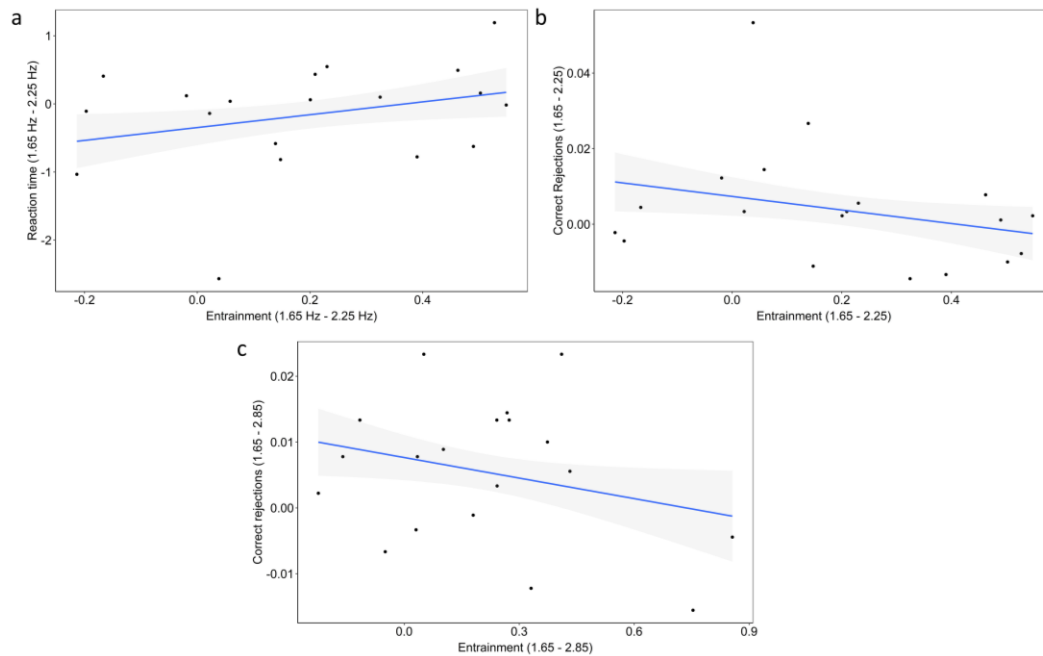 a
Reaction time (1.65 Hz - 2.25 Hz)
1
0
-1
-2
-0.2
0.0
0.2
0.4
Entrainment (1.65 Hz - 2.25 Hz)
b
Correct Rejections (1.65 - 2.25)
0.04
0.02
0.00
-0.2
0.0
0.2
0.4
Entrainment (1.65 - 2.25)
c
Correct rejections (1.65 - 2.85)
0.02
0.01
0.00
-0.01
0.0
0.3
0.6
0.9
Entrainment (1.65 - 2.85)